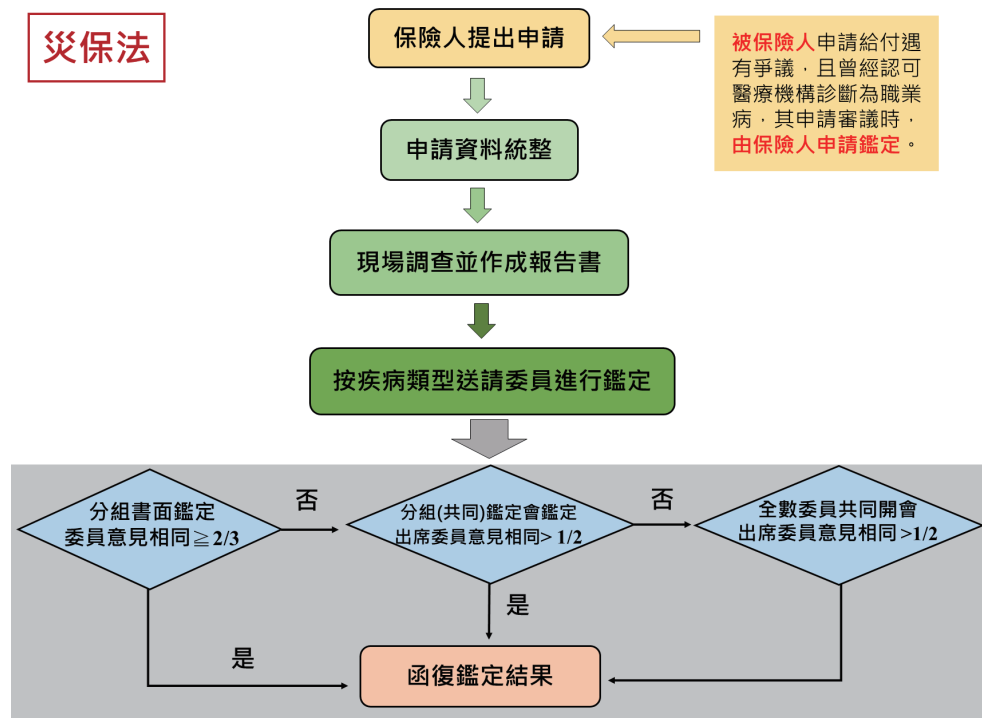 災保法
保險人提出申請
被保險人申請給付遇
有爭議，且曾經認可
醫療機構診斷為職業
病，其申請審議時，
由保險人申請鑑定。
申請資料統整
現場調查並作成報告書
按疾病類型送請委員進行鑑定
分組書面鑑定
委員意見相同≧2/3
否
分組(共同)鑑定會鑑定
出席委員意見相同> 1/2
否
全數委員共同開會
出席委員意見相同>1/2
是
是
函復鑑定結果